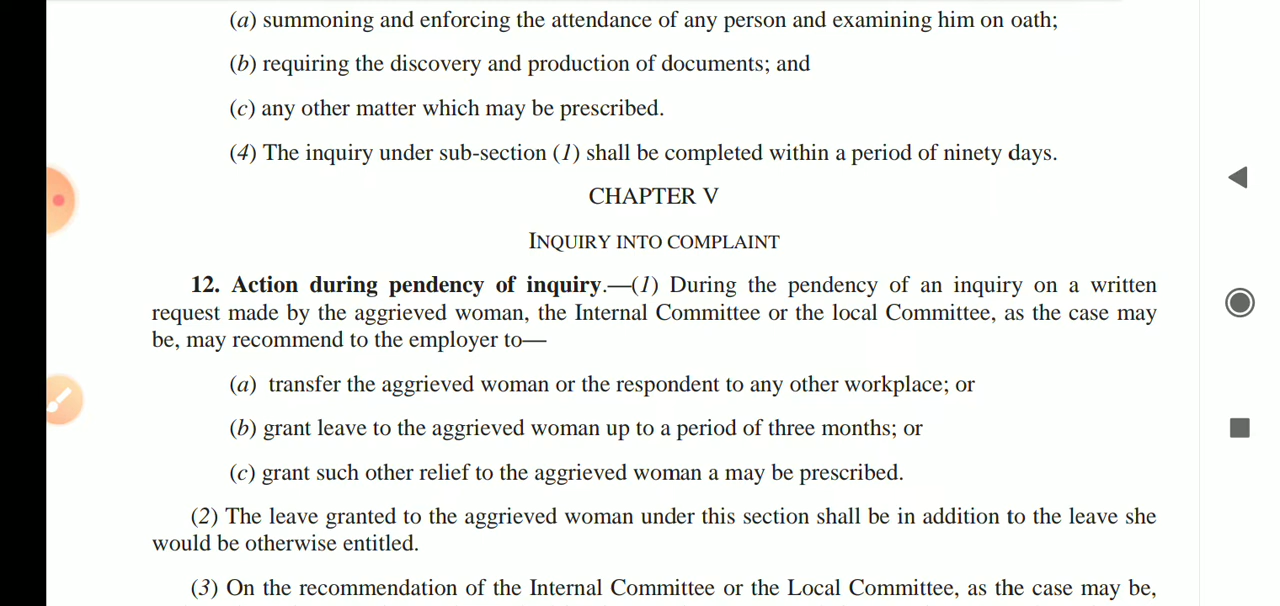 (a) summoning and enforcing the attendance of any person and examining him on oath;
(b) requiring the discovery and production of documents; and
(c) any other matter which may be prescribed.
(4) The inquiry under sub-section (1) shall be completed within a period of ninety days.
CHAPTER V
INQUIRY INTO COMPLAINT
12. Action during pendency of inquiry.—(1) During the pendency of an inquiry on a written
request made by the aggrieved woman, the Internal Committee or the local Committee, as the case may
be, may recommend to the employer to—
(a) transfer the aggrieved woman or the respondent to any other workplace; or
(b) grant leave to the aggrieved woman up to a period of three months; or
(c) grant such other relief to the aggrieved woman a may be prescribed.
(2) The leave granted to the aggrieved woman under this section shall be in addition to the leave she
would be otherwise entitled.
(3) On the recommendation of the Internal Committee or the Local Committee, as the case may be,